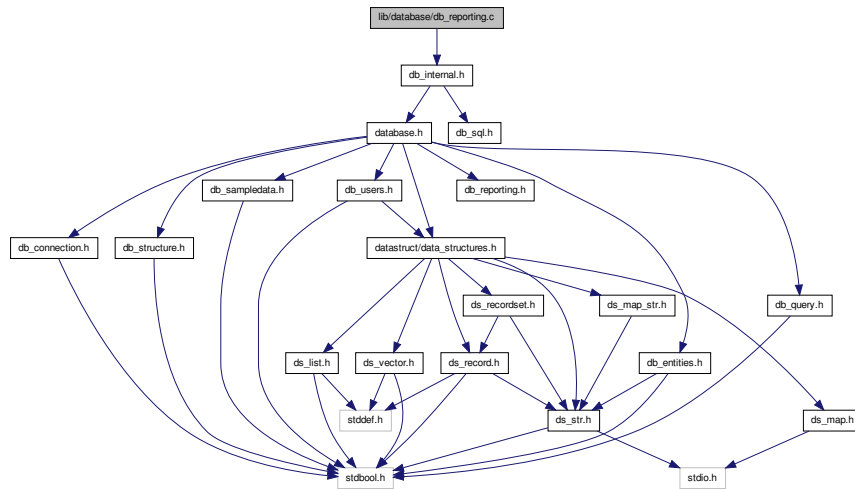 lib/database/db_reporting.c
db_internal.h
database.h
db_sql.h
db_sampledata.h
db_users.h
db_reporting.h
db_connection.h
db_structure.h
datastruct/data_structures.h
ds_recordset.h
ds_map_str.h
db_query.h
ds_list.h
ds_vector.h
ds_record.h
db_entities.h
stddef.h
ds_str.h
ds_map.h
stdbool.h
stdio.h